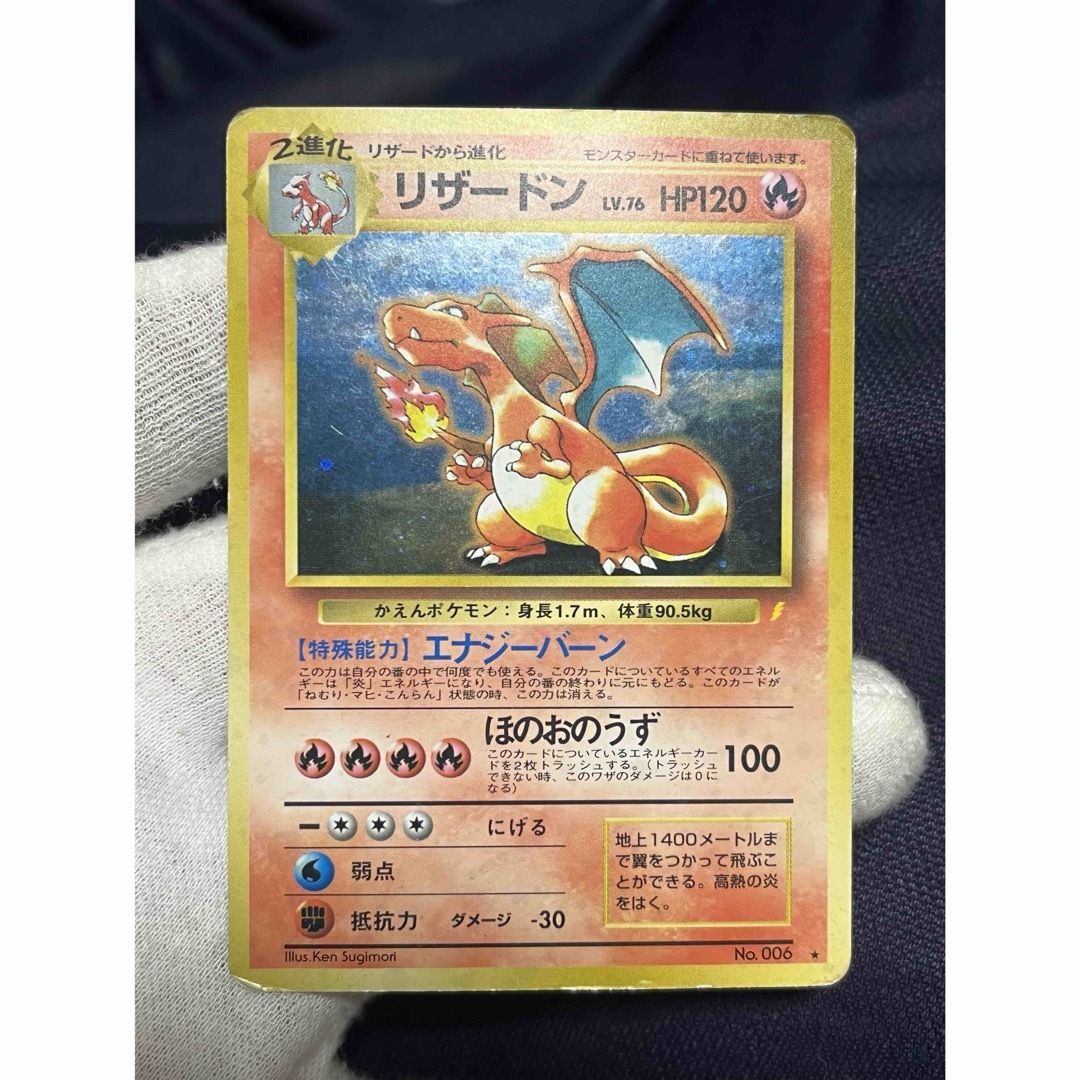 2進化 リザードから進化 モンスターカードに重ねて使います。
リザードン LV.76 HP120
かえんポケモン：身長1.7m、体重90.5kg
【特殊能力】エナジーバーン
この力は自分の番の中で何度でも使える。このカードについているすべてのエネル
ギーは「炎」エネルギーになり、自分の番の終わりに元にもどる。このカードが
「ねむり・マヒ・こんらん」状態の時、この力は消える。
ほのおのうず
このカードについているエネルギーカー
ドを2枚トラッシュする。（トラッシュ
できない時、このワザのダメージは0に
なる）
100
にげる
弱点
抵抗力 ダメージ -30
地上1400メートルま
で翼をつかって飛ぶこ
とができる。高熱の炎
をはく。
Illus.Ken Sugimori
No. 006 ★